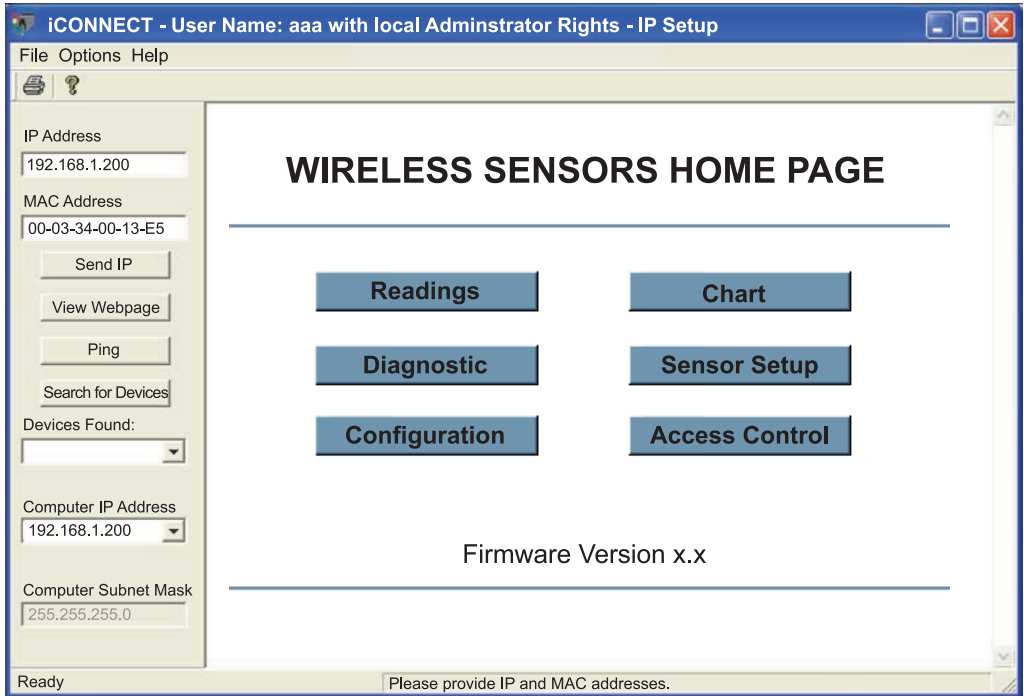 iCONNECT - User Name: aaa with local Adminstrator Rights - IP Setup
File Options Help
IP Address
192.168.1.200
MAC Address
00-03-34-00-13-E5
Send IP
View Webpage
Ping
Search for Devices
Devices Found:
Computer IP Address
192.168.1.200
Computer Subnet Mask
255.255.255.0
WIRELESS SENSORS HOME PAGE
Readings
Chart
Diagnostic
Sensor Setup
Configuration
Access Control
Firmware Version x.x
Ready
Please provide IP and MAC addresses.